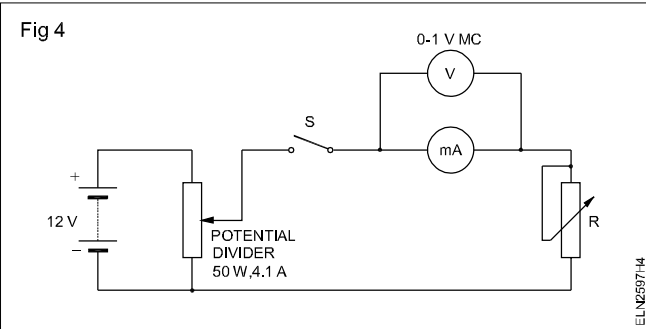 Fig 4
0-1 V MC
V
S
mA
+
12 V
-
POTENTIAL
DIVIDER
50 W,4.1 A
R
ELN2597H4